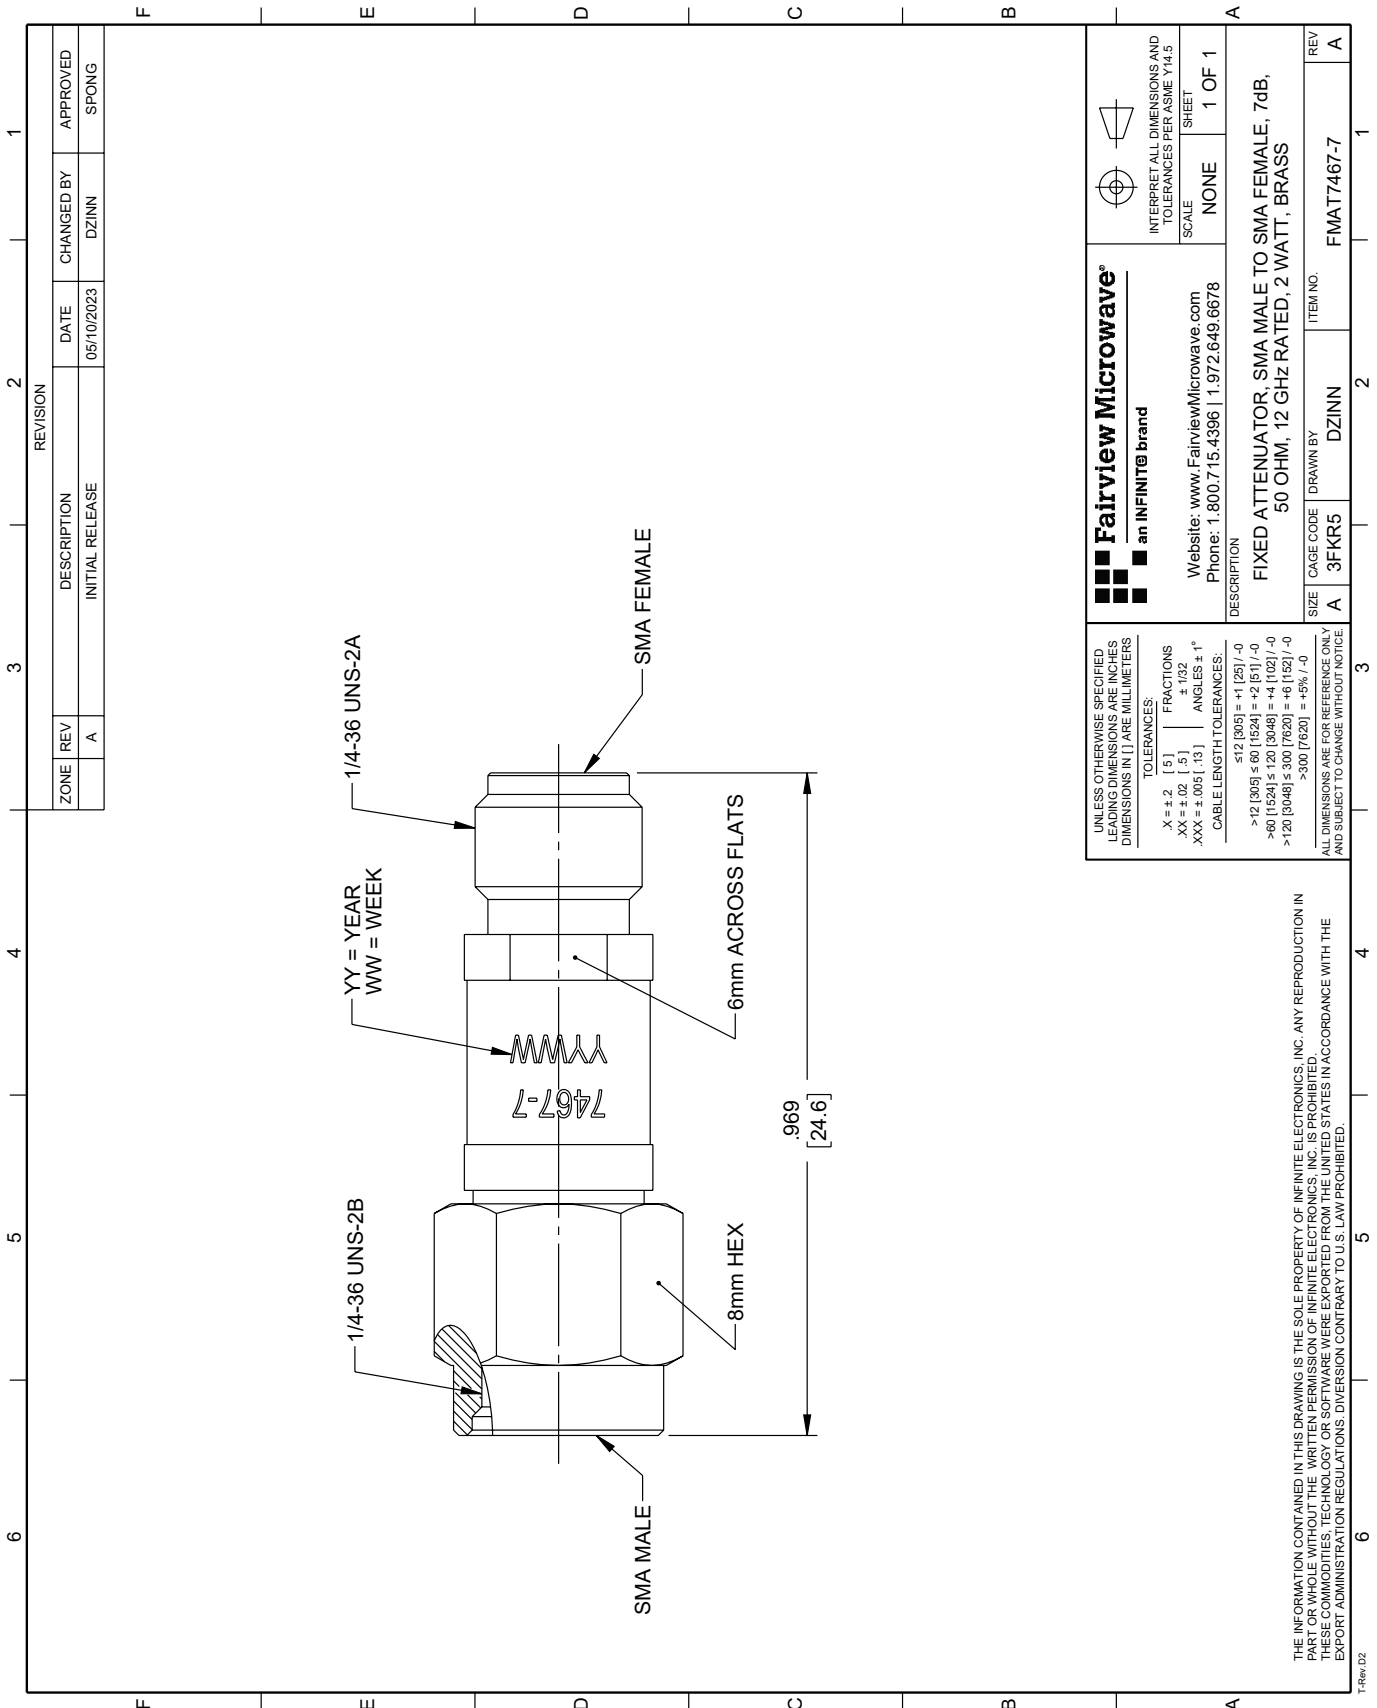 6
5
4
3
2
1
F
E
D
C
B
A
REVISION
ZONE REV DESCRIPTION DATE CHANGED BY APPROVED
A INITIAL RELEASE 05/10/2023 DZINN SPONG
1/4-36 UNS-2B
YY = YEAR
WW = WEEK
1/4-36 UNS-2A
7467-7
YYWW
SMA MALE
SMA FEMALE
8mm HEX
6mm ACROSS FLATS
.969
[24.6]
UNLESS OTHERWISE SPECIFIED
LEADING DIMENSIONS ARE INCHES
DIMENSIONS IN [ ] ARE MILLIMETERS
TOLERANCES:
.X = ± .2 [ 5 ] FRACTIONS
.XX = ± .02 [ .5 ] ± 1/32
.XXX = ± .005 [ .13 ] ANGLES ± 1°
CABLE LENGTH TOLERANCES:
≤12 [305] = +1 [25] / -0
>12 [305] ≤ 60 [1524] = +2 [51] / -0
>60 [1524] ≤ 120 [3048] = +4 [102] / -0
>120 [3048] ≤ 300 [7620] = +6 [152] / -0
>300 [7620] = +5% / -0
ALL DIMENSIONS ARE FOR REFERENCE ONLY
AND SUBJECT TO CHANGE WITHOUT NOTICE.
Fairview Microwave®
an INFINITE brand
Website: www.FairviewMicrowave.com
Phone: 1.800.715.4396 | 1.972.649.6678
INTERPRET ALL DIMENSIONS AND
TOLERANCES PER ASME Y14.5
SCALE
NONE
SHEET
1 OF 1
DESCRIPTION
FIXED ATTENUATOR, SMA MALE TO SMA FEMALE, 7dB,
50 OHM, 12 GHz RATED, 2 WATT, BRASS
SIZE
A
CAGE CODE
3FKR5
DRAWN BY
DZINN
ITEM NO.
FMAT7467-7
REV
A
THE INFORMATION CONTAINED IN THIS DRAWING IS THE SOLE PROPERTY OF INFINITE ELECTRONICS, INC. ANY REPRODUCTION IN
PART OR WHOLE WITHOUT THE WRITTEN PERMISSION OF INFINITE ELECTRONICS, INC. IS PROHIBITED.
THESE COMMODITIES, TECHNOLOGY OR SOFTWARE WERE EXPORTED FROM THE UNITED STATES IN ACCORDANCE WITH THE
EXPORT ADMINISTRATION REGULATIONS. DIVERSION CONTRARY TO U.S. LAW PROHIBITED.
F
E
D
C
B
A
6
5
4
3
2
1
T-Rev.D2